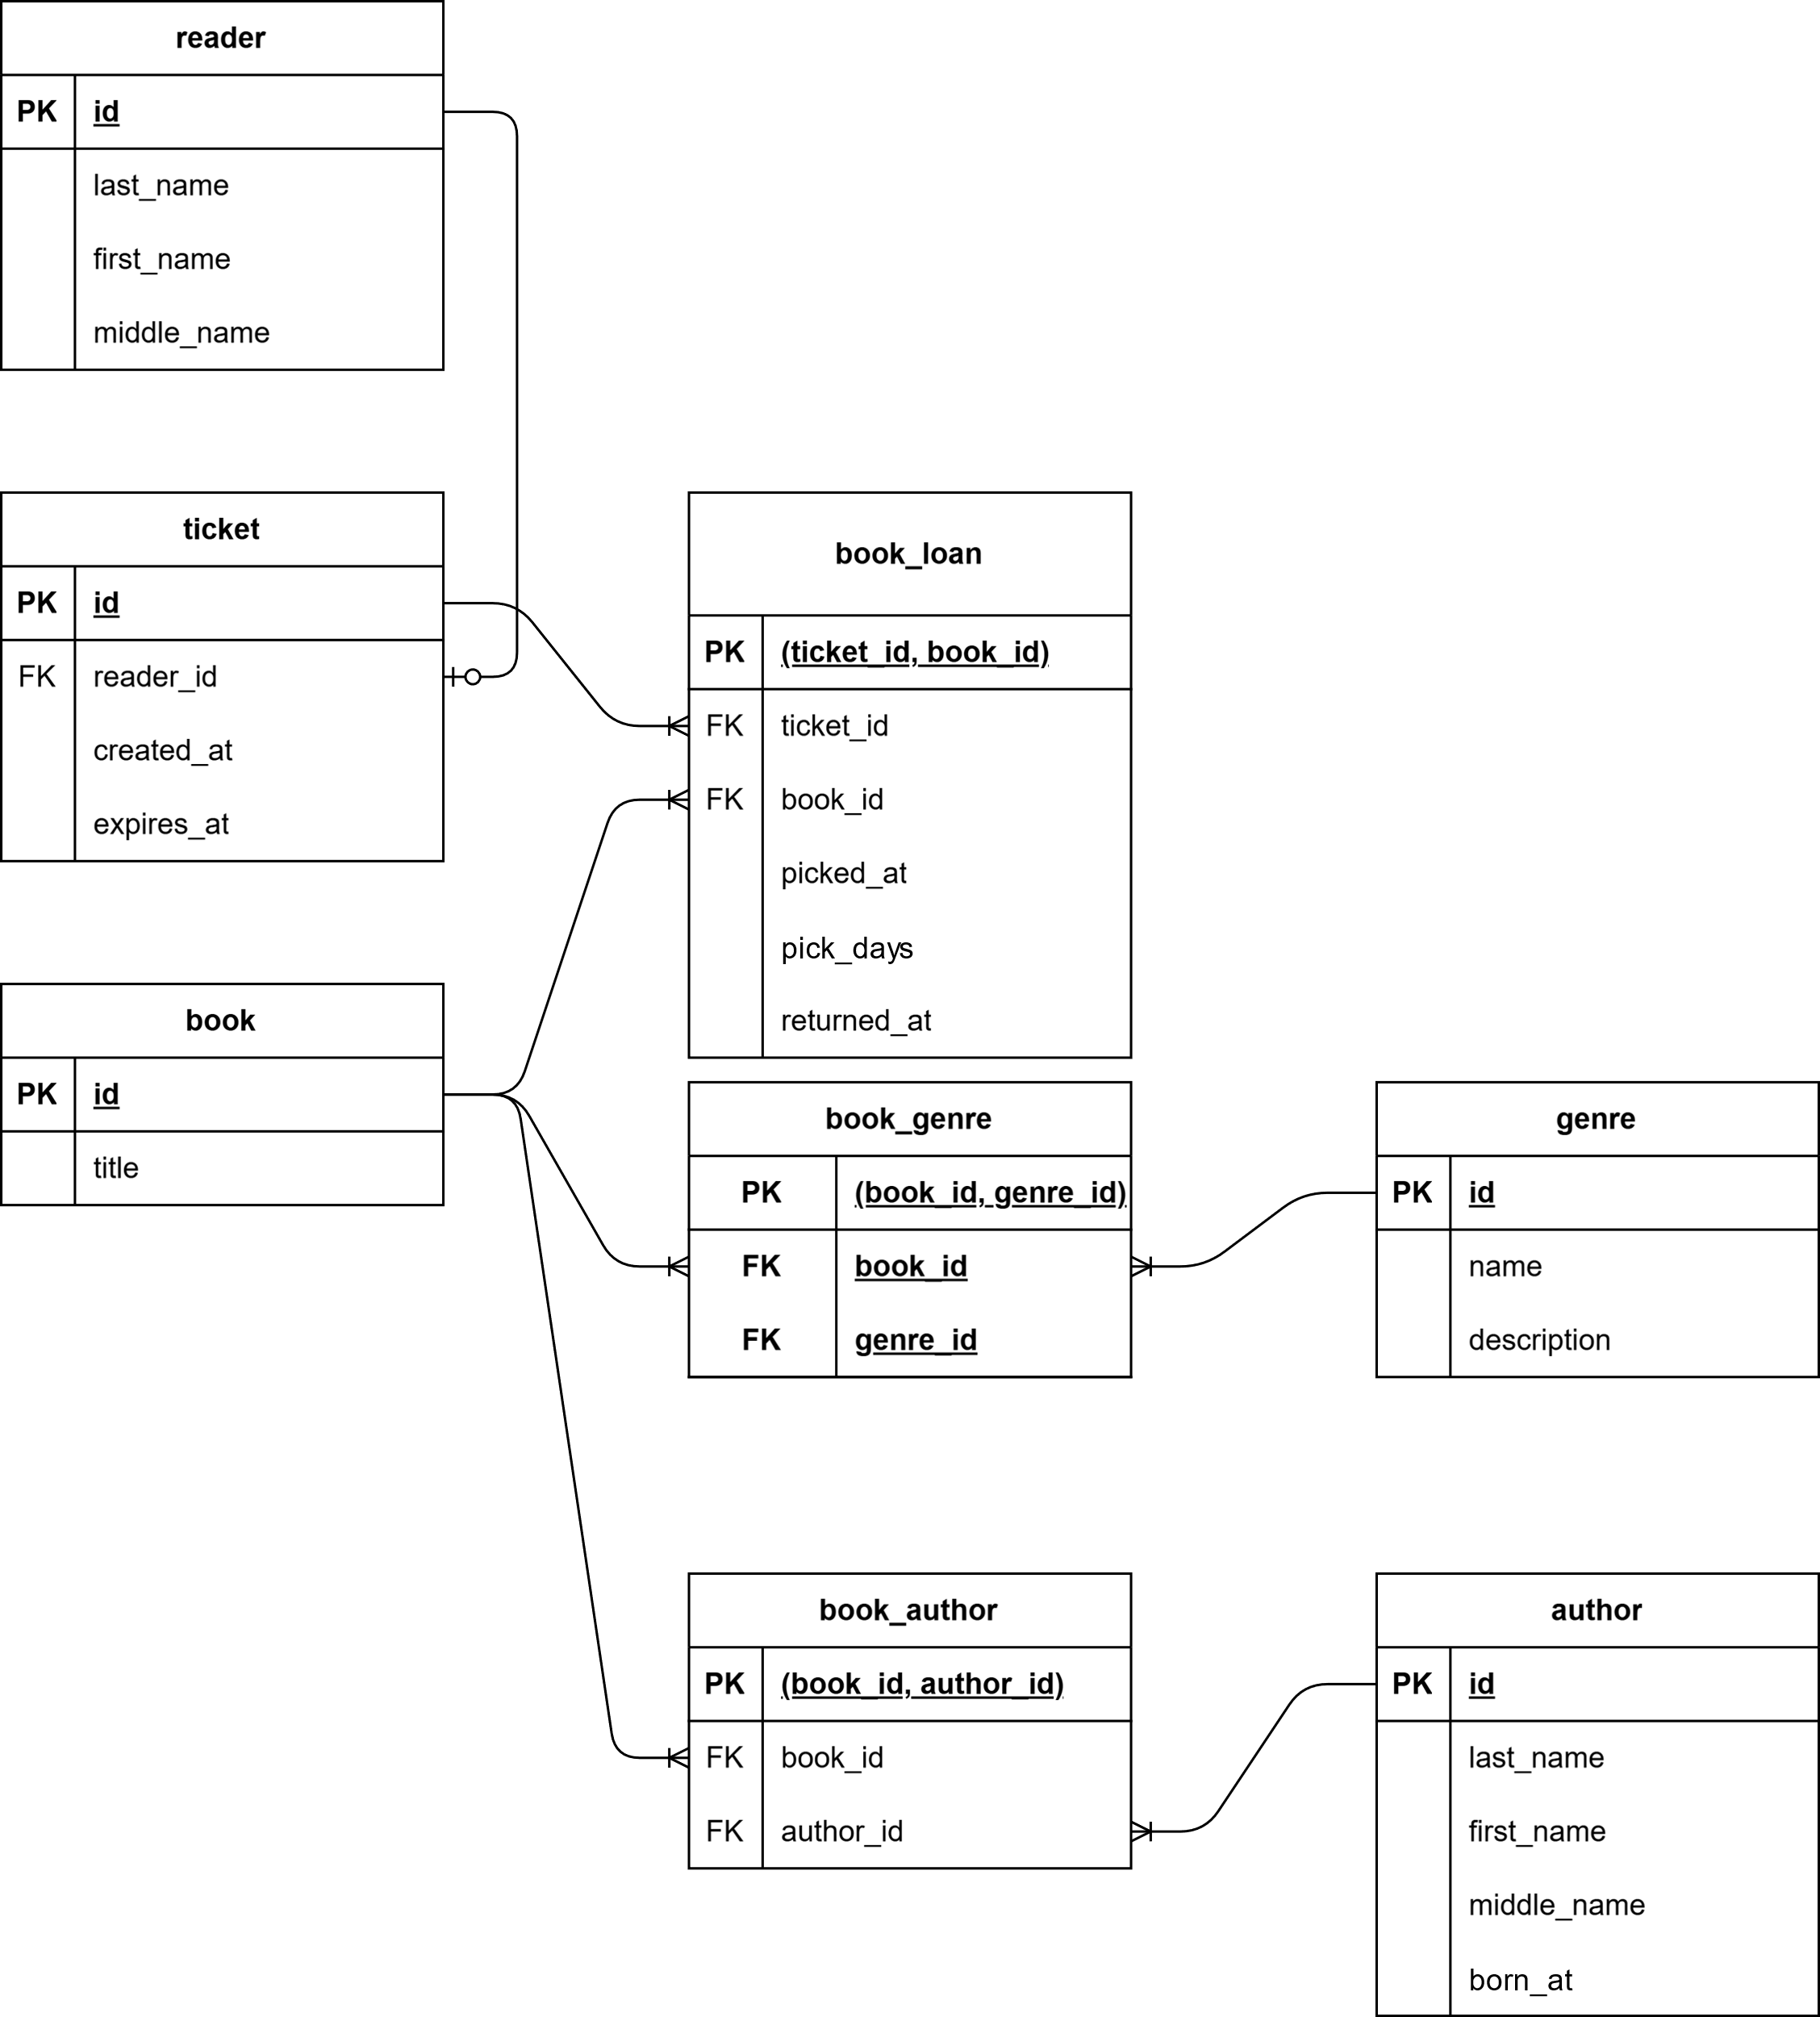 reader
PK id
last_name
first_name
middle_name
ticket
PK id
FK reader_id
created_at
expires_at
book_loan
PK (ticket_id, book_id)
FK ticket_id
FK book_id
picked_at
pick_days
returned_at
book
PK id
title
book_genre
PK (book_id, genre_id)
FK book_id
FK genre_id
genre
PK id
name
description
book_author
PK (book_id, author_id)
FK book_id
FK author_id
author
PK id
last_name
first_name
middle_name
born_at